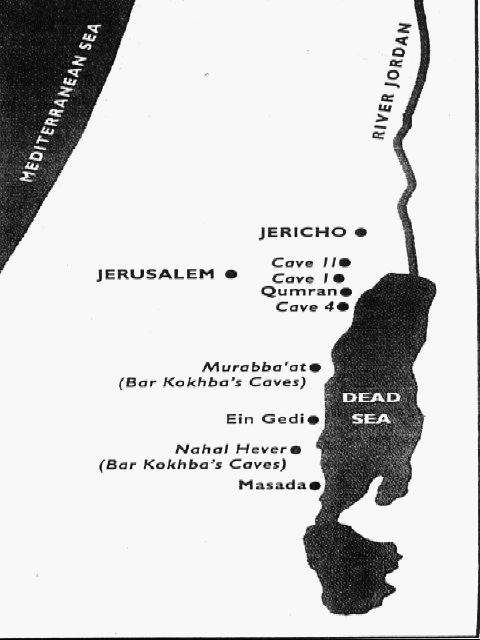 MEDITERRANEAN SEA
RIVER JORDAN
JERICHO
Cave 11
JERUSALEM
Cave 1
Qumran
Cave 4
Murabba'at
(Bar Kokhba's Caves)
DEAD
SEA
Ein Gedi
Nahal Hever
(Bar Kokhba's Caves)
Masada